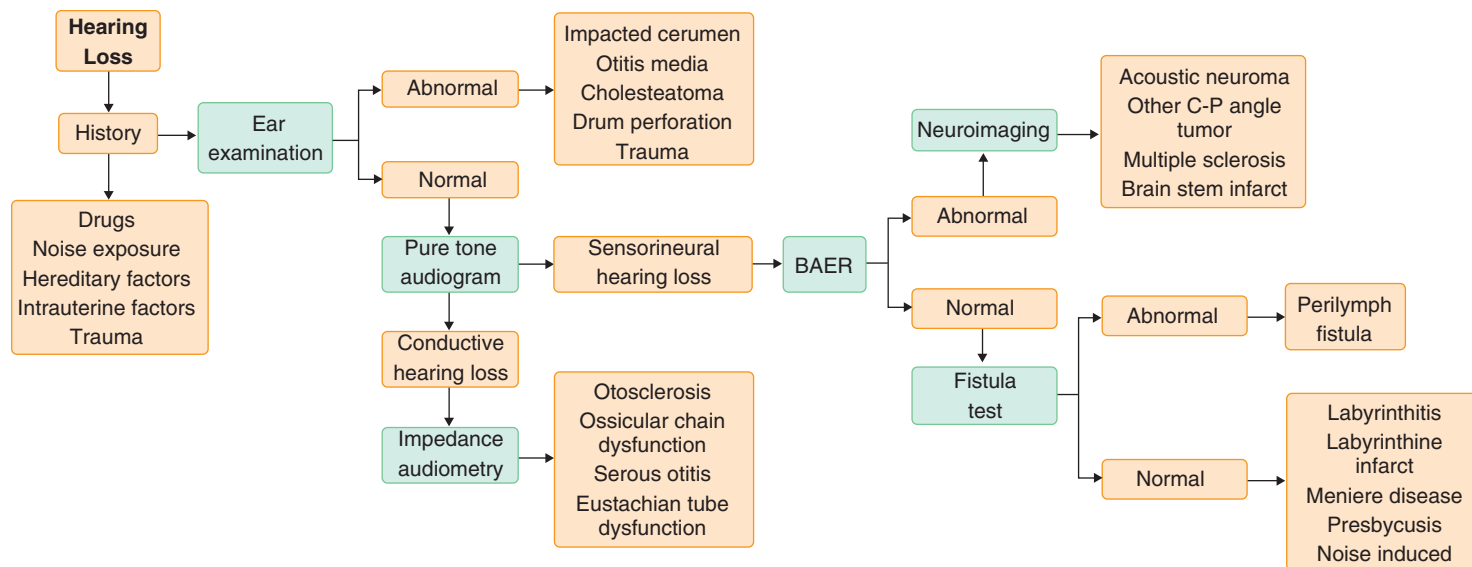 Hearing
Loss
History
Drugs
Noise exposure
Hereditary factors
Intrauterine factors
Trauma
Ear
examination
Abnormal
Impacted cerumen
Otitis media
Cholesteatoma
Drum perforation
Trauma
Normal
Pure tone
audiogram
Conductive
hearing loss
Impedance
audiometry
Otosclerosis
Ossicular chain
dysfunction
Serous otitis
Eustachian tube
dysfunction
Sensorineural
hearing loss
BAER
Abnormal
Neuroimaging
Acoustic neuroma
Other C-P angle
tumor
Multiple sclerosis
Brain stem infarct
Normal
Fistula
test
Abnormal
Perilymph
fistula
Normal
Labyrinthitis
Labyrinthine
infarct
Meniere disease
Presbycusis
Noise induced